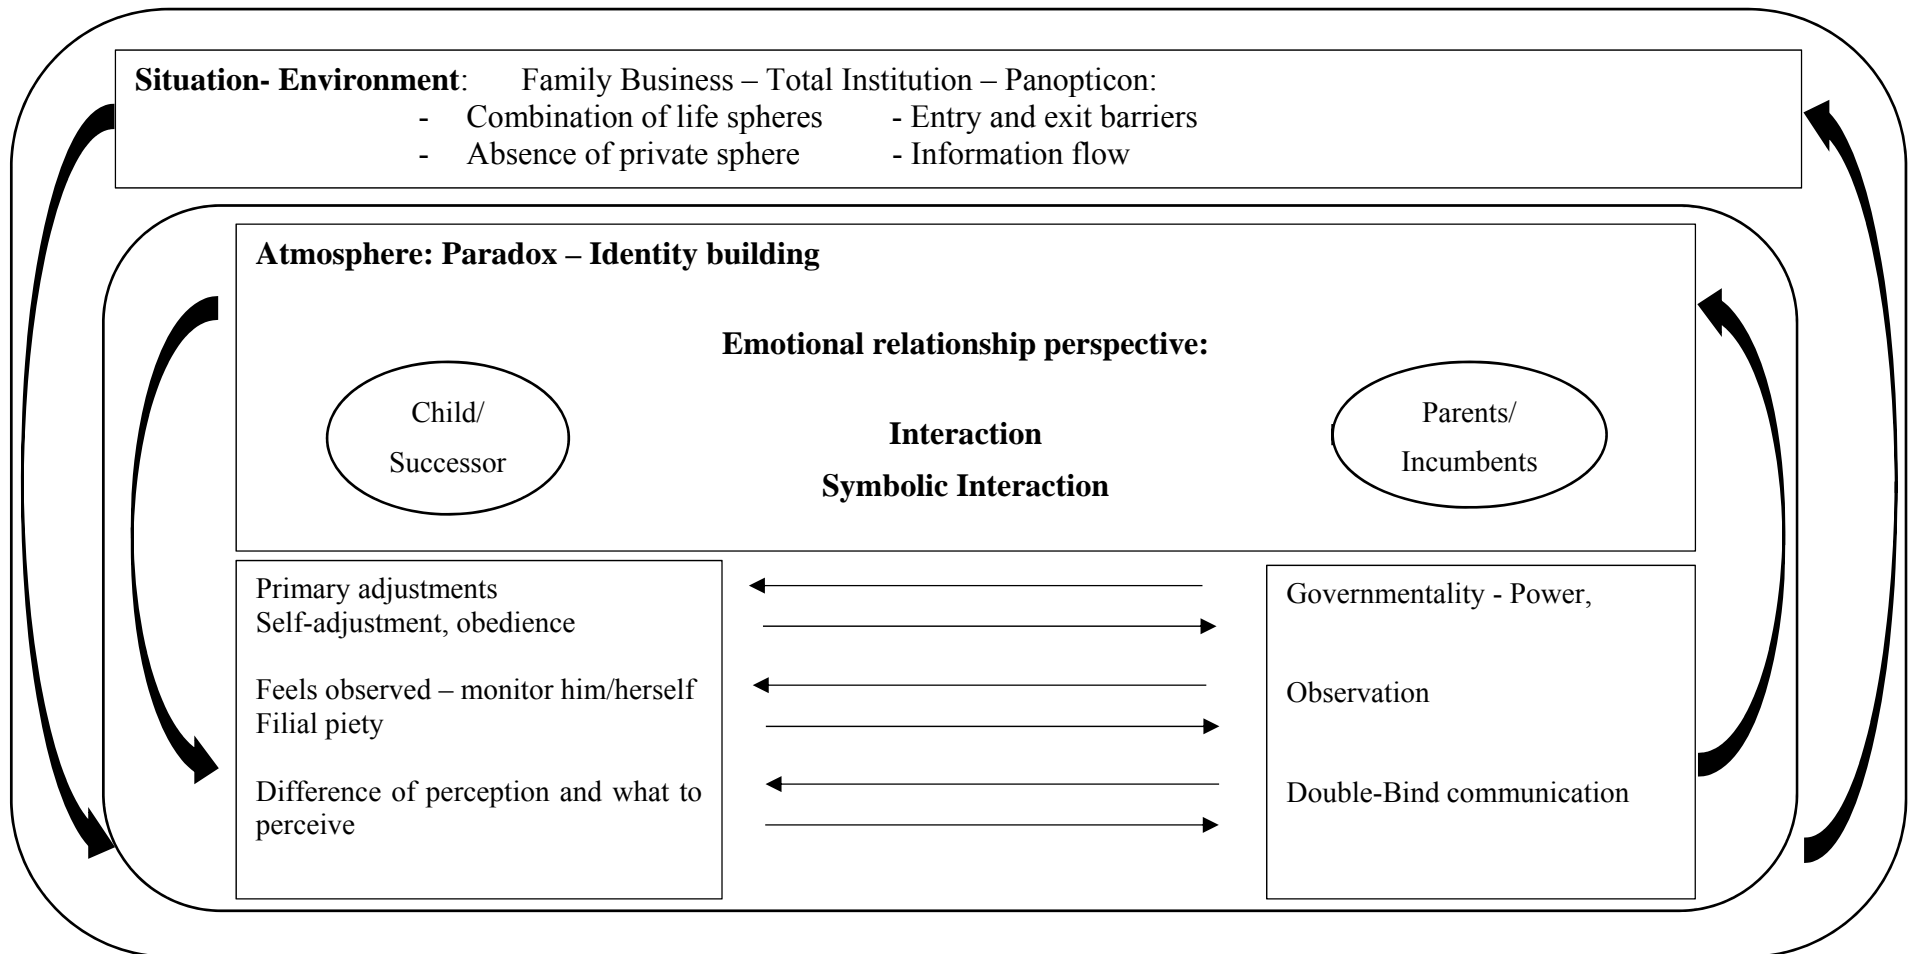 Situation- Environment: Family Business – Total Institution – Panopticon:
- Combination of life spheres - Entry and exit barriers
- Absence of private sphere - Information flow
Atmosphere: Paradox – Identity building
Emotional relationship perspective:
Child/
Successor
Interaction
Symbolic Interaction
Parents/
Incumbents
Primary adjustments
Self-adjustment, obedience
Feels observed – monitor him/herself
Filial piety
Difference of perception and what to
perceive
Governmentality - Power,
Observation
Double-Bind communication